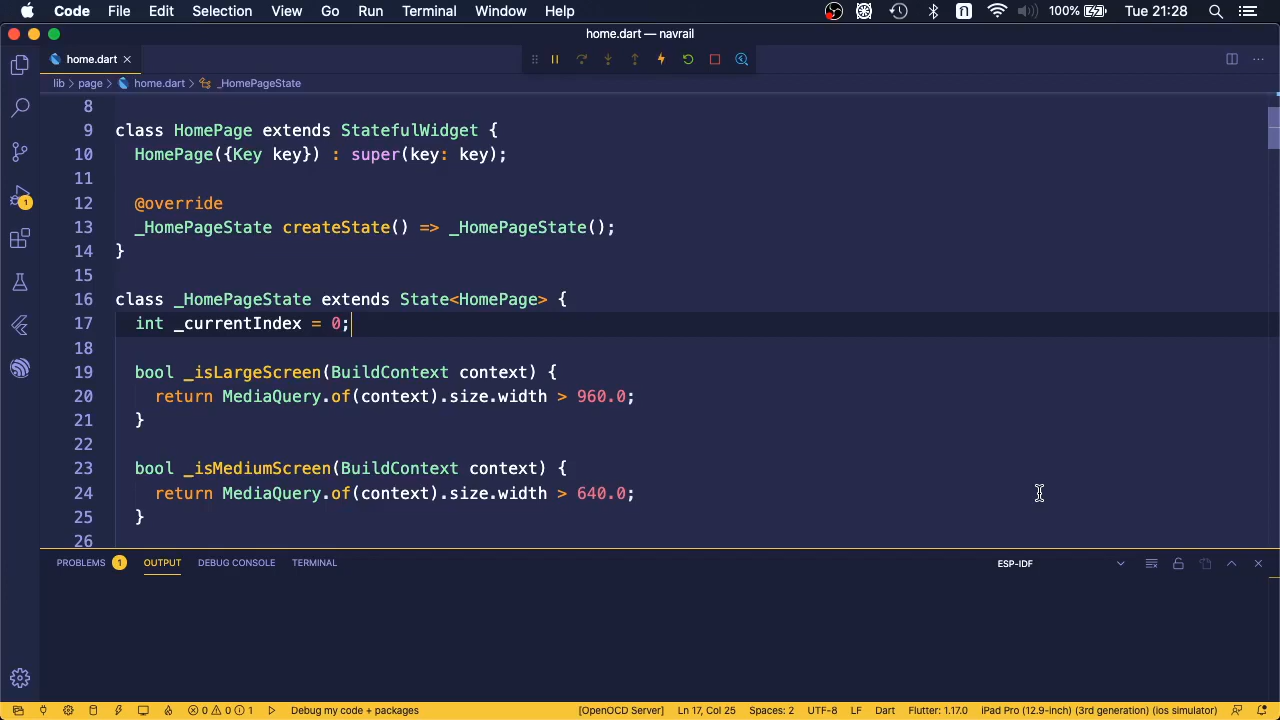 Code File Edit Selection View Go Run Terminal Window Help 100% Tue 21:28
home.dart — navrail
home.dart
lib > page > home.dart > _HomePageState
8
9 class HomePage extends StatefulWidget {
10 HomePage({Key key}) : super(key: key);
11
12 @override
13 _HomePageState createState() => _HomePageState();
14 }
15
16 class _HomePageState extends State<HomePage> {
17 int _currentIndex = 0;
18
19 bool _isLargeScreen(BuildContext context) {
20 return MediaQuery.of(context).size.width > 960.0;
21 }
22
23 bool _isMediumScreen(BuildContext context) {
24 return MediaQuery.of(context).size.width > 640.0;
25 }
26
1
PROBLEMS 1 OUTPUT DEBUG CONSOLE TERMINAL ESP-IDF
0 0 1 Debug my code + packages [OpenOCD Server] Ln 17, Col 25 Spaces: 2 UTF-8 LF Dart Flutter: 1.17.0 iPad Pro (12.9-inch) (3rd generation) (ios simulator)